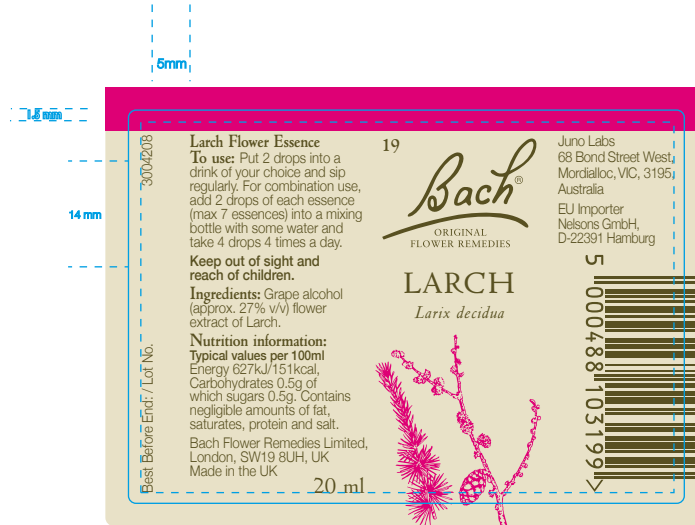 5mm
1.5 mm
14 mm
3004208
Best Before End: / Lot No.
Larch Flower Essence
To use: Put 2 drops into a
drink of your choice and sip
regularly. For combination use,
add 2 drops of each essence
(max 7 essences) into a mixing
bottle with some water and
take 4 drops 4 times a day.
Keep out of sight and
reach of children.
Ingredients: Grape alcohol
(approx. 27% v/v) flower
extract of Larch.
Nutrition information:
Typical values per 100ml
Energy 627kJ/151kcal,
Carbohydrates 0.5g of
which sugars 0.5g. Contains
negligible amounts of fat,
saturates, protein and salt.
Bach Flower Remedies Limited,
London, SW19 8UH, UK
Made in the UK
20 ml
19
Bach®
ORIGINAL
FLOWER REMEDIES
LARCH
Larix decidua
Juno Labs
68 Bond Street West,
Mordialloc, VIC, 3195,
Australia
EU Importer
Nelsons GmbH,
D-22391 Hamburg
5 000488 103199 >